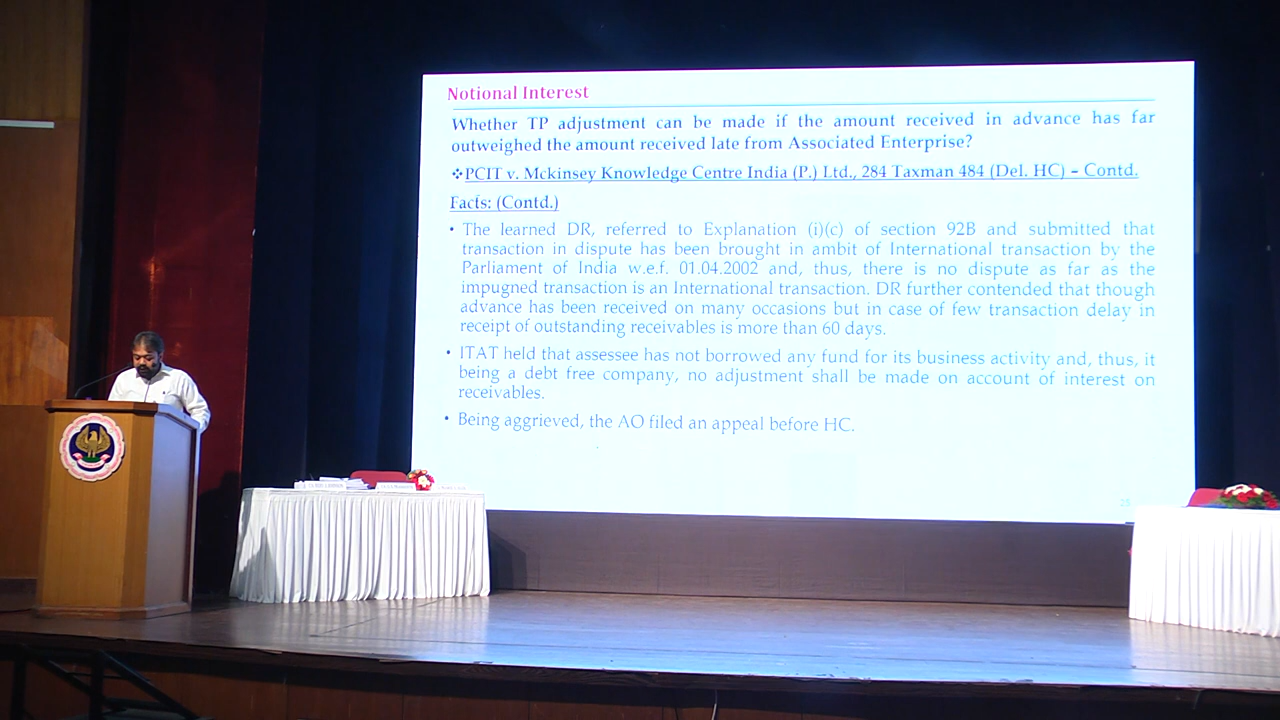 Notional Interest
Whether TP adjustment can be made if the amount received in advance has far
outweighed the amount received late from Associated Enterprise?
❖PCIT v. Mckinsey Knowledge Centre India (P.) Ltd., 284 Taxman 484 (Del. HC) – Contd.
Facts: (Contd.)
• The learned DR, referred to Explanation (i)(c) of section 92B and submitted that
transaction in dispute has been brought in ambit of International transaction by the
Parliament of India w.e.f. 01.04.2002 and, thus, there is no dispute as far as the
impugned transaction is an International transaction. DR further contended that though
advance has been received on many occasions but in case of few transaction delay in
receipt of outstanding receivables is more than 60 days.
• ITAT held that assessee has not borrowed any fund for its business activity and, thus, it
being a debt free company, no adjustment shall be made on account of interest on
receivables.
• Being aggrieved, the AO filed an appeal before HC.